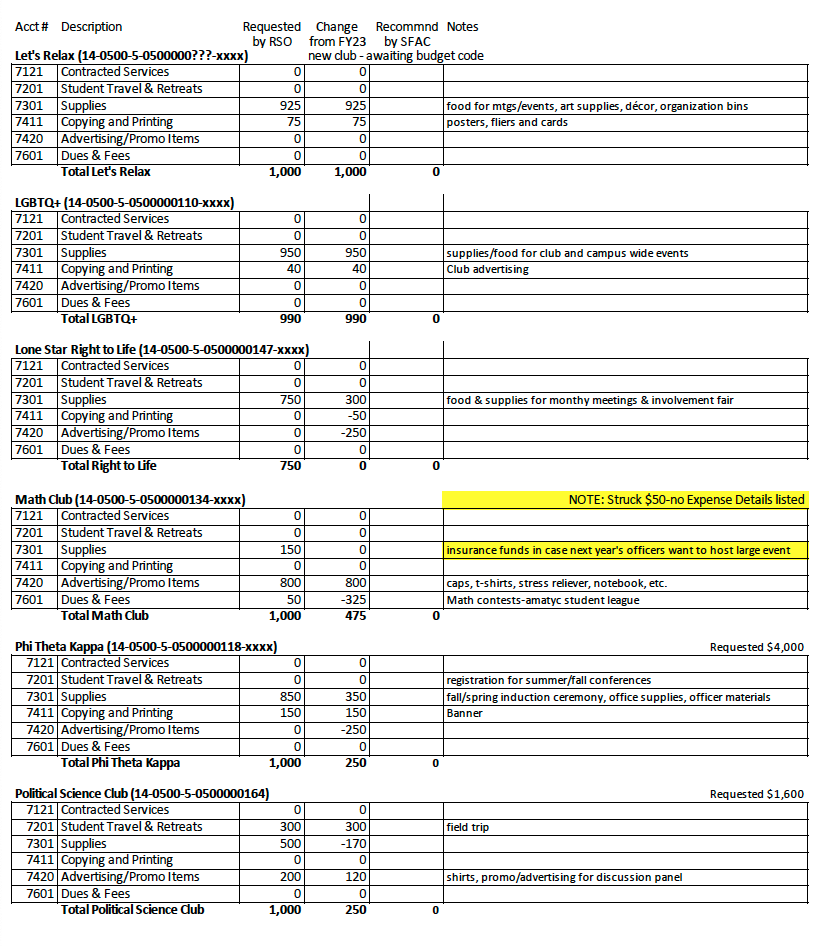 Acct # Description Requested Change Recommnd Notes
by RSO from FY23 by SFAC
Let's Relax (14-0500-5-0500000???-xxxx) new club - awaiting budget code
7121 Contracted Services 0 0
7201 Student Travel & Retreats 0 0
7301 Supplies 925 925 food for mtgs/events, art supplies, décor, organization bins
7411 Copying and Printing 75 75 posters, fliers and cards
7420 Advertising/Promo Items 0 0
7601 Dues & Fees 0 0
Total Let's Relax 1,000 1,000 0
LGBTQ+ (14-0500-5-0500000110-xxxx)
7121 Contracted Services 0 0
7201 Student Travel & Retreats 0 0
7301 Supplies 950 950 supplies/food for club and campus wide events
7411 Copying and Printing 40 40 Club advertising
7420 Advertising/Promo Items 0 0
7601 Dues & Fees 0 0
Total LGBTQ+ 990 990 0
Lone Star Right to Life (14-0500-5-0500000147-xxxx)
7121 Contracted Services 0 0
7201 Student Travel & Retreats 0 0
7301 Supplies 750 300 food & supplies for monthy meetings & involvement fair
7411 Copying and Printing 0 -50
7420 Advertising/Promo Items 0 -250
7601 Dues & Fees 0 0
Total Right to Life 750 0 0
Math Club (14-0500-5-0500000134-xxxx) NOTE: Struck $50-no Expense Details listed
7121 Contracted Services 0 0
7201 Student Travel & Retreats 0 0
7301 Supplies 150 0 insurance funds in case next year's officers want to host large event
7411 Copying and Printing 0 0
7420 Advertising/Promo Items 800 800 caps, t-shirts, stress reliever, notebook, etc.
7601 Dues & Fees 50 -325 Math contests-amatyc student league
Total Math Club 1,000 475 0
Phi Theta Kappa (14-0500-5-0500000118-xxxx) Requested $4,000
7121 Contracted Services 0 0
7201 Student Travel & Retreats 0 0 registration for summer/fall conferences
7301 Supplies 850 350 fall/spring induction ceremony, office supplies, officer materials
7411 Copying and Printing 150 150 Banner
7420 Advertising/Promo Items 0 -250
7601 Dues & Fees 0 0
Total Phi Theta Kappa 1,000 250 0
Political Science Club (14-0500-5-0500000164) Requested $1,600
7121 Contracted Services 0 0
7201 Student Travel & Retreats 300 300 field trip
7301 Supplies 500 -170
7411 Copying and Printing 0 0
7420 Advertising/Promo Items 200 120 shirts, promo/advertising for discussion panel
7601 Dues & Fees 0 0
Total Political Science Club 1,000 250 0